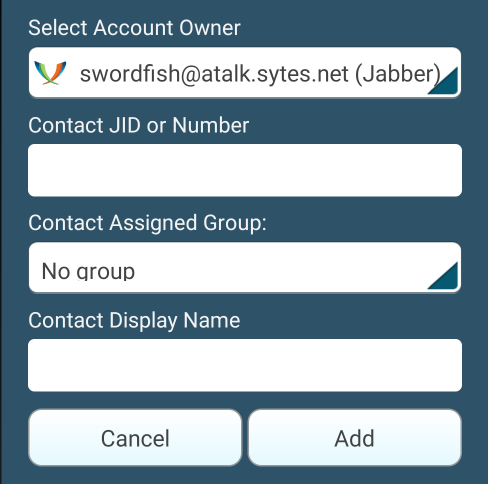 Select Account Owner
swordfish@atalk.sytes.net (Jabber)
Contact JID or Number
Contact Assigned Group:
No group
Contact Display Name
Cancel
Add